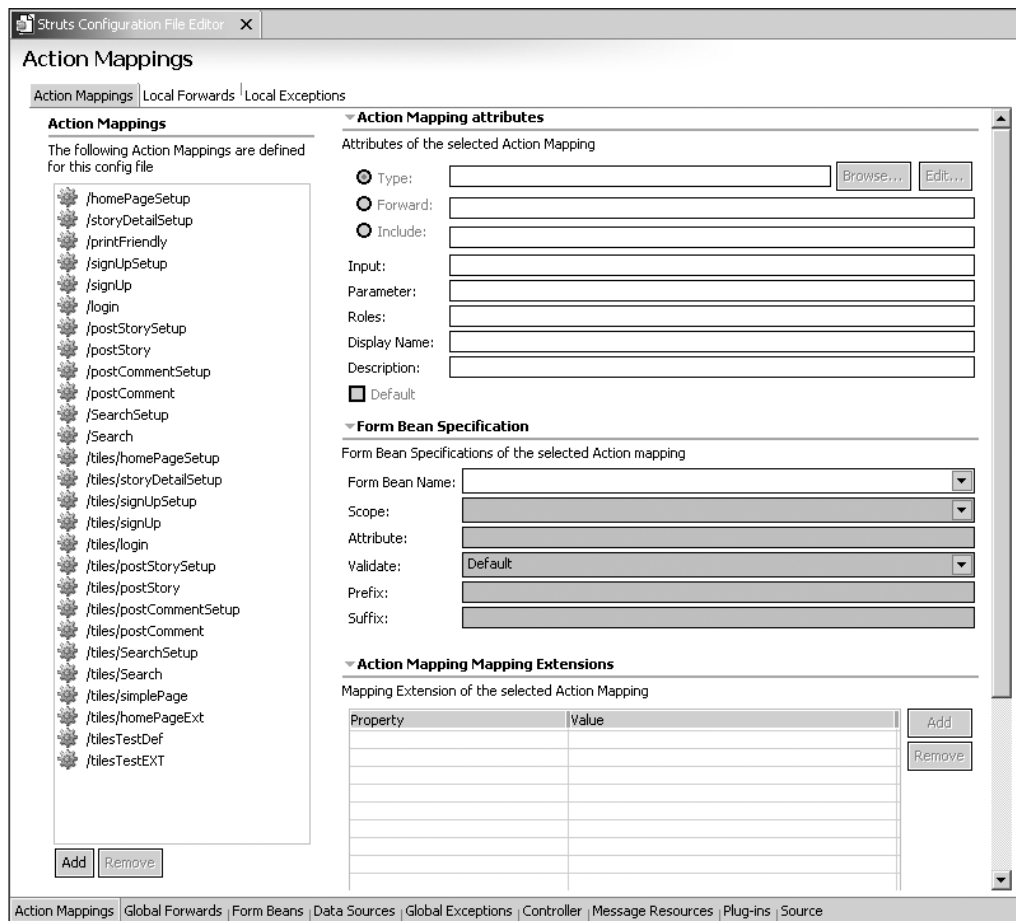 Struts Configuration File Editor X
Action Mappings
Action Mappings Local Forwards Local Exceptions
Action Mappings
The following Action Mappings are defined
for this config file
/homePageSetup
/storyDetailSetup
/printFriendly
/signUpSetup
/signUp
/login
/postStorySetup
/postStory
/postCommentSetup
/postComment
/SearchSetup
/Search
/tiles/homePageSetup
/tiles/storyDetailSetup
/tiles/signUpSetup
/tiles/signUp
/tiles/login
/tiles/postStorySetup
/tiles/postStory
/tiles/postCommentSetup
/tiles/postComment
/tiles/SearchSetup
/tiles/Search
/tiles/simplePage
/tiles/homePageExt
/tilesTestDef
/tilesTestEXT
Add Remove
Action Mapping attributes
Attributes of the selected Action Mapping
Type: Browse... Edit...
Forward:
Include:
Input:
Parameter:
Roles:
Display Name:
Description:
Default
Form Bean Specification
Form Bean Specifications of the selected Action mapping
Form Bean Name:
Scope:
Attribute:
Validate: Default
Prefix:
Suffix:
Action Mapping Mapping Extensions
Mapping Extension of the selected Action Mapping
Property Value Add
Remove
Action Mappings Global Forwards Form Beans Data Sources Global Exceptions Controller Message Resources Plug-ins Source